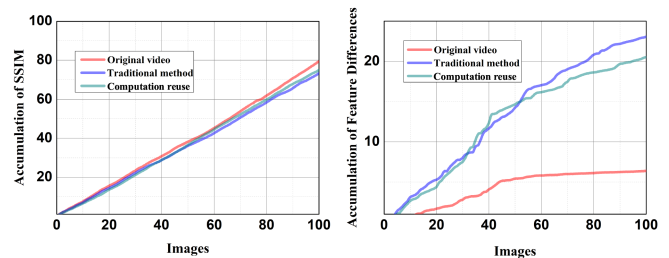 Accumulation of SSIM
100
80
60
40
20
Original video
Traditional method
Computation reuse
0
20
40
60
80
100
Images
Accumulation of Feature Differences
20
10
Original video
Traditional method
Computation reuse
0
20
40
60
80
100
Images